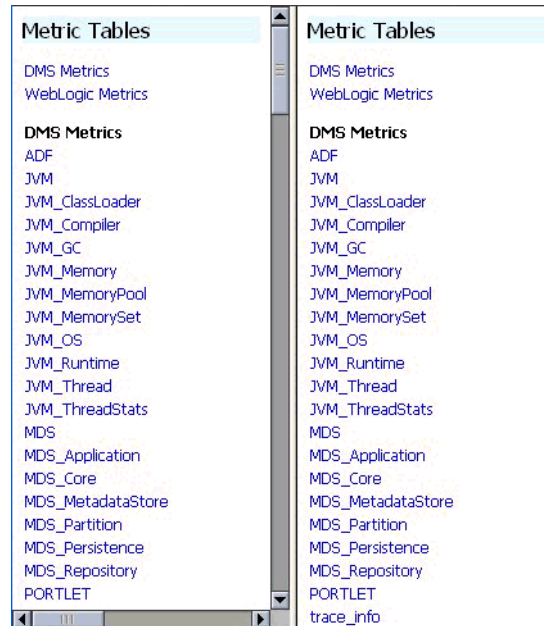 Metric Tables
DMS Metrics
WebLogic Metrics
DMS Metrics
ADF
JVM
JVM_ClassLoader
JVM_Compiler
JVM_GC
JVM_Memory
JVM_MemoryPool
JVM_MemorySet
JVM_OS
JVM_Runtime
JVM_Thread
JVM_ThreadStats
MDS
MDS_Application
MDS_Core
MDS_MetadataStore
MDS_Partition
MDS_Persistence
MDS_Repository
PORTLET
Metric Tables
DMS Metrics
WebLogic Metrics
DMS Metrics
ADF
JVM
JVM_ClassLoader
JVM_Compiler
JVM_GC
JVM_Memory
JVM_MemoryPool
JVM_MemorySet
JVM_OS
JVM_Runtime
JVM_Thread
JVM_ThreadStats
MDS
MDS_Application
MDS_Core
MDS_MetadataStore
MDS_Partition
MDS_Persistence
MDS_Repository
PORTLET
trace_info